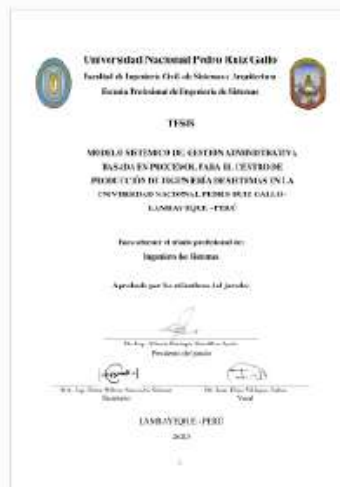 Universidad Nacional Pedro Ruiz Gallo
Facultad de Ingeniería Civil de Sistemas y Arquitectura
Escuela Profesional de Ingeniería de Sistemas
TESIS
MODELO SISTEMICO DE GESTIÓN ADMINISTRATIVA
BASADA EN PROCESOS, PARA EL CENTRO DE
PRODUCCIÓN DE INGENIERÍA DE SISTEMAS EN LA
UNIVERSIDAD NACIONAL PEDRO RUIZ GALLO-
LAMBAYEQUE - PERÚ
Para obtener el título profesional de:
Ingeniero de Sistemas
Aprobado por los miembros del jurado:
Presidente del jurado
Secretario
Vocal
LAMBAYEQUE - PERÚ
2023